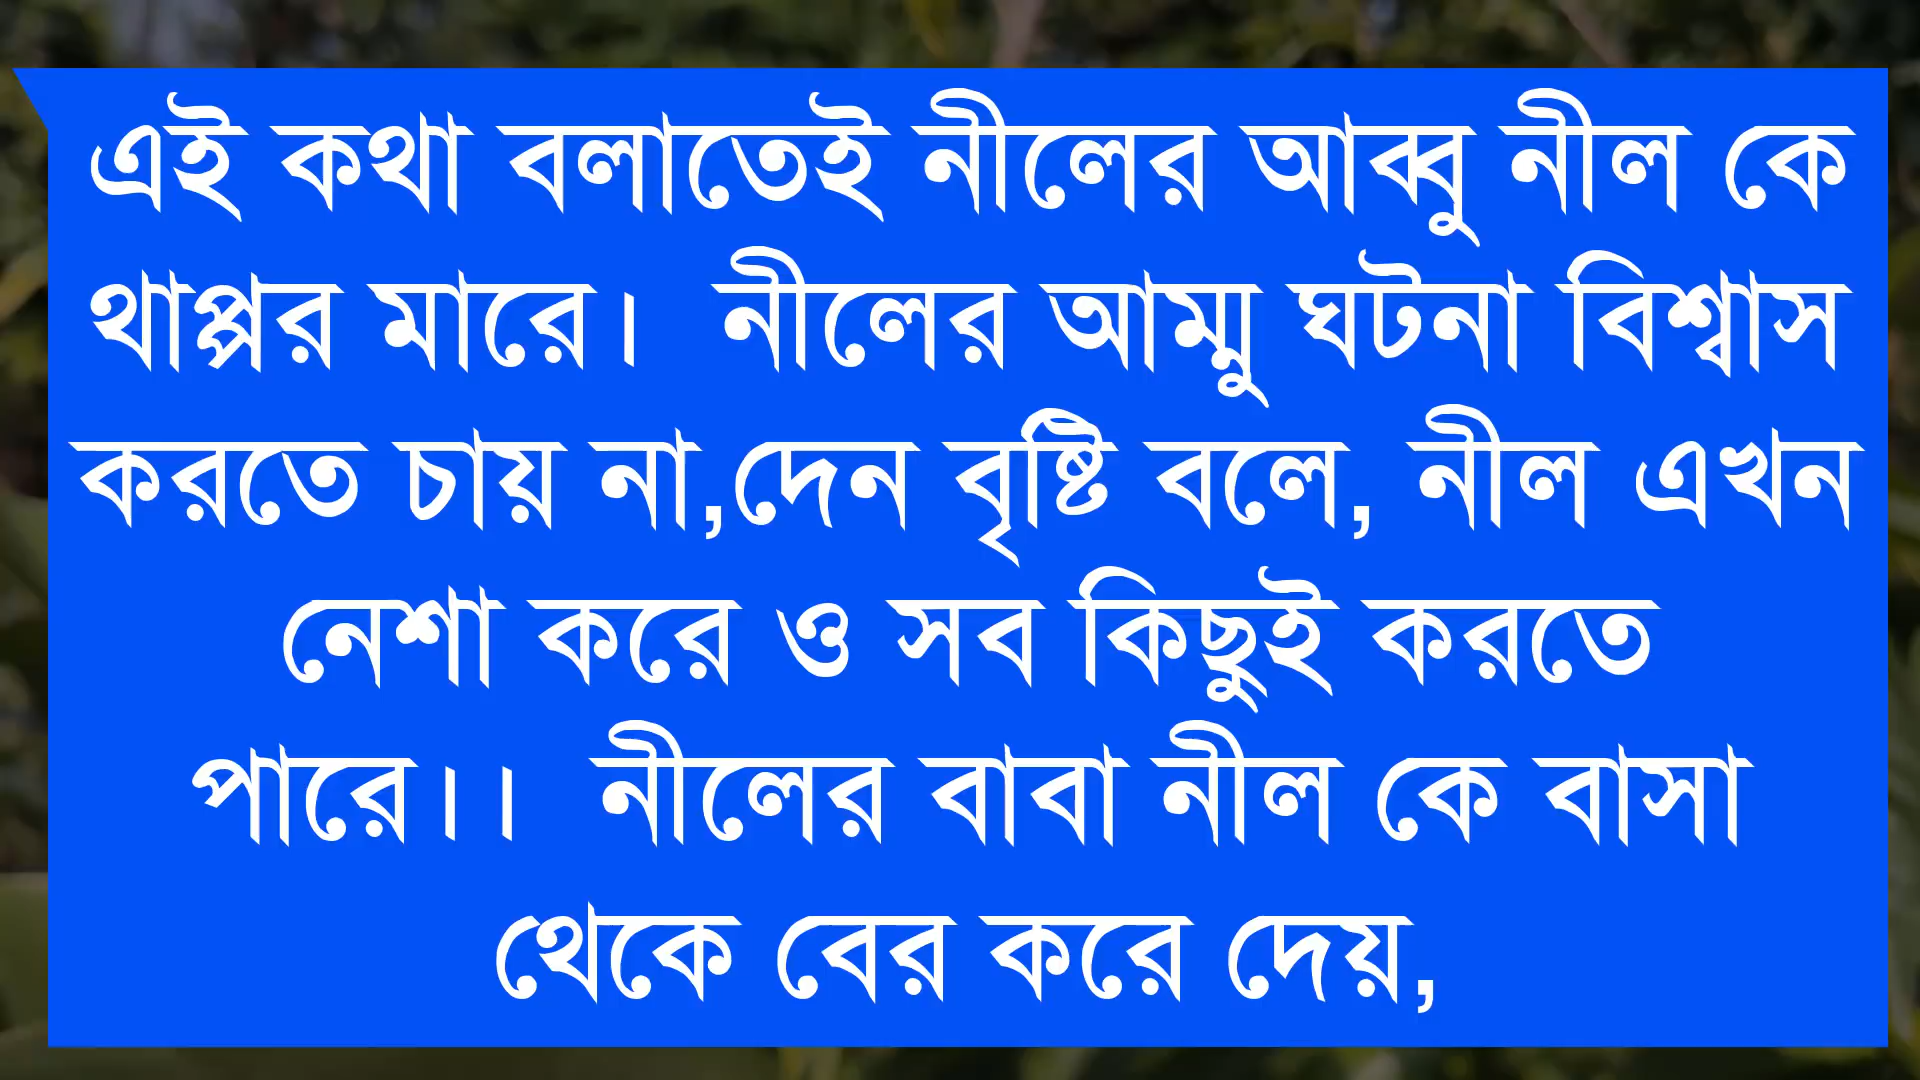 এই কথা বলাতেই নীলের আব্বু নীল কে
থাপ্পর মারে।  নীলের আম্মু ঘটনা বিশ্বাস
করতে চায় না,দেন বৃষ্টি বলে, নীল এখন
নেশা করে ও সব কিছুই করতে
পারে।।  নীলের বাবা নীল কে বাসা
থেকে বের করে দেয়,